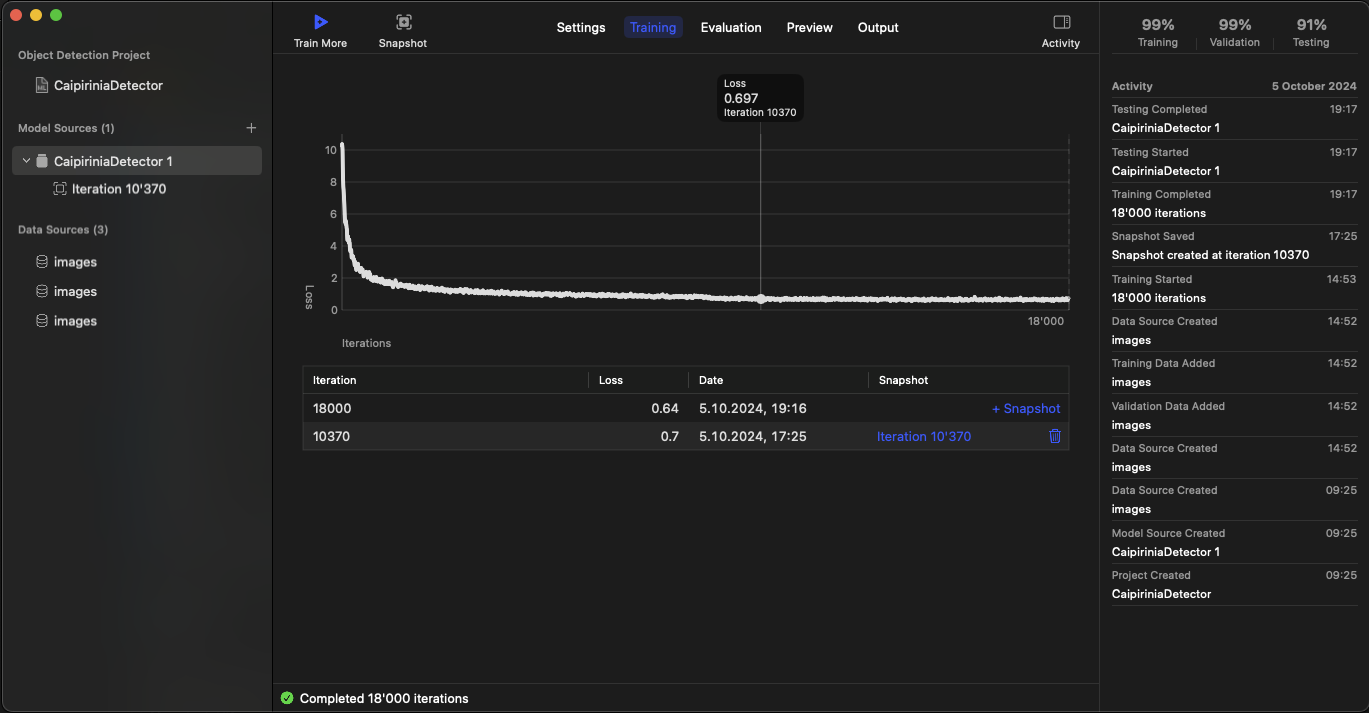 Object Detection Project
CaipiriniaDetector
Model Sources (1)
CaipiriniaDetector 1
Iteration 10'370
Data Sources (3)
images
images
images
Train More
Snapshot
Settings
Training
Evaluation
Preview
Output
Activity
Loss
0.697
Iteration 10370
10
8
6
4
2
0
Loss
18'000
Iterations
Iteration Loss Date Snapshot
18000 0.64 5.10.2024, 19:16 + Snapshot
10370 0.7 5.10.2024, 17:25 Iteration 10'370
Completed 18'000 iterations
99% 99% 91%
Training Validation Testing
Activity 5 October 2024
Testing Completed 19:17
CaipiriniaDetector 1
Testing Started 19:17
CaipiriniaDetector 1
Training Completed 19:17
18'000 iterations
Snapshot Saved 17:25
Snapshot created at iteration 10370
Training Started 14:53
18'000 iterations
Data Source Created 14:52
images
Training Data Added 14:52
images
Validation Data Added 14:52
images
Data Source Created 14:52
images
Data Source Created 09:25
images
Model Source Created 09:25
CaipiriniaDetector 1
Project Created 09:25
CaipiriniaDetector